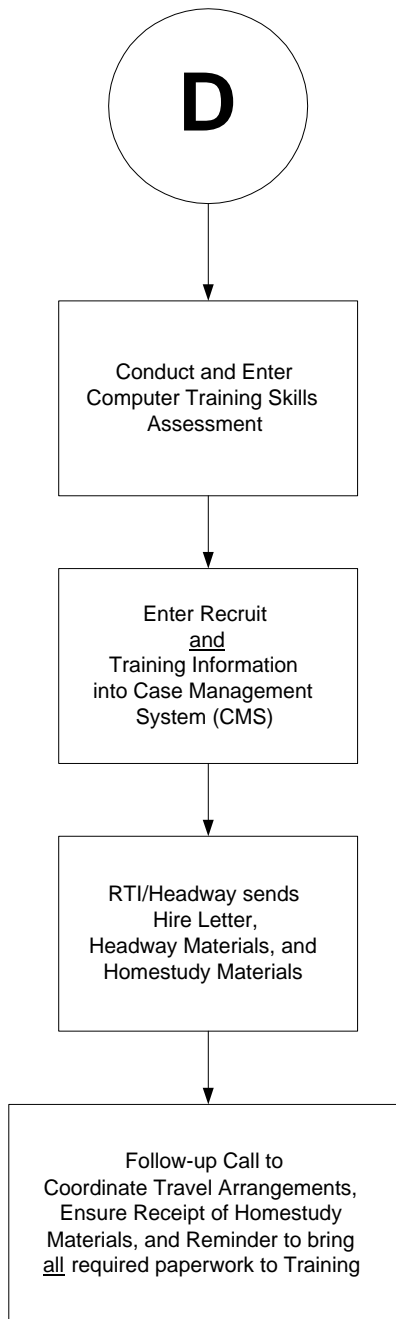 D
Conduct and Enter
Computer Training Skills
Assessment
Enter Recruit
and
Training Information
into Case Management
System (CMS)
RTI/Headway sends
Hire Letter,
Headway Materials, and
Homestudy Materials
Follow-up Call to
Coordinate Travel Arrangements,
Ensure Receipt of Homestudy
Materials, and Reminder to bring
all required paperwork to Training